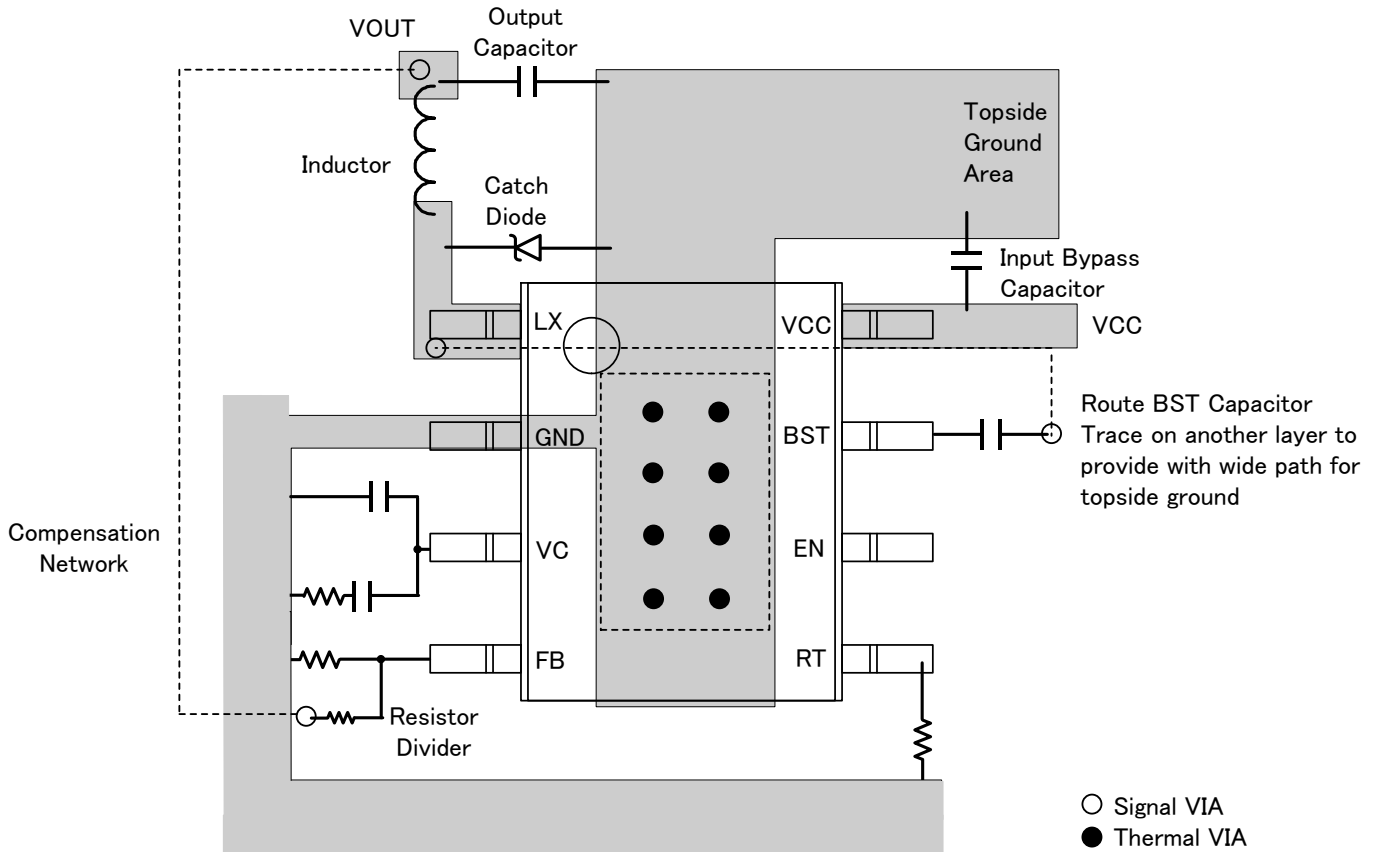 VOUT
Output
Capacitor
Topside
Ground
Area
Inductor
Catch
Diode
Input Bypass
Capacitor
LX
VCC
VCC
GND
BST
Route BST Capacitor
Trace on another layer to
provide with wide path for
topside ground
Compensation
Network
VC
EN
FB
RT
Resistor
Divider
Signal VIA
Thermal VIA